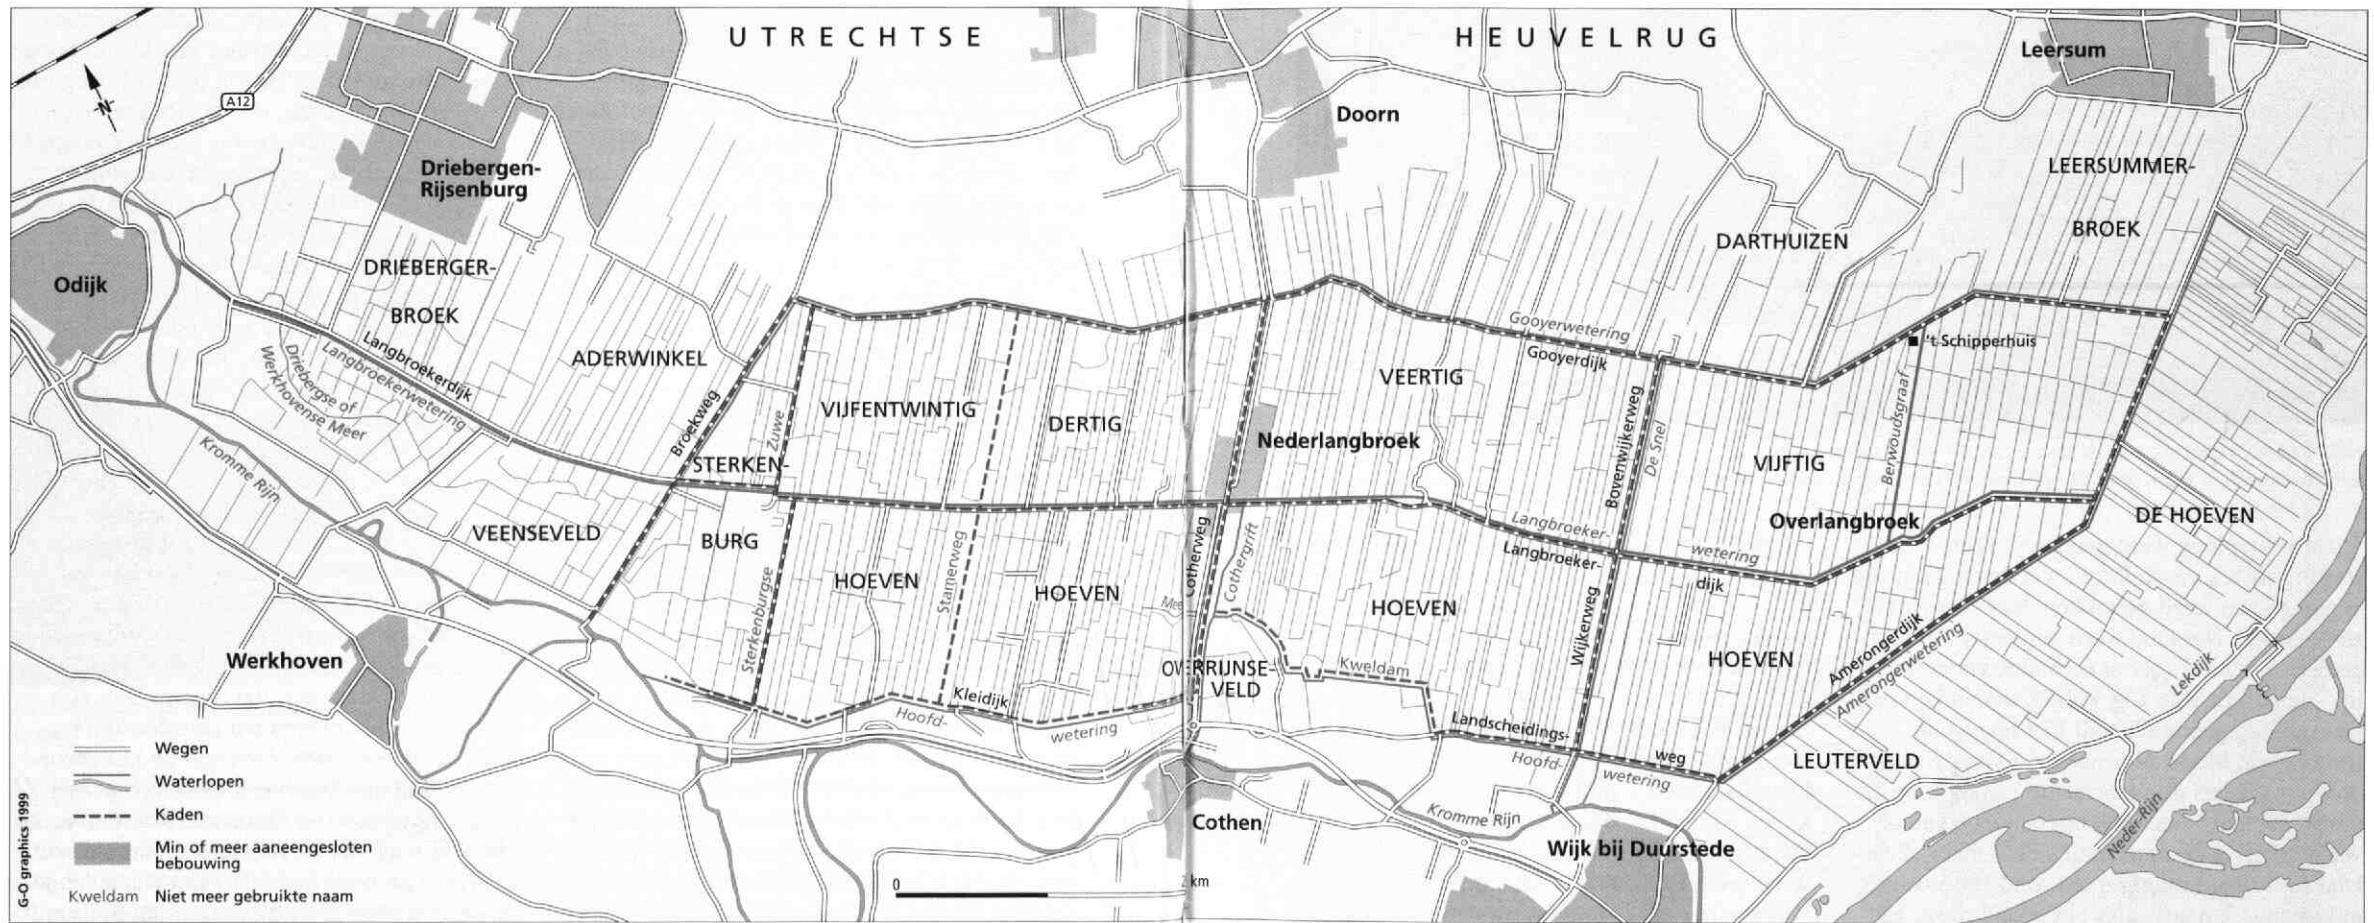 UTRECHTSE
HEUVELRUG
Leersum
A12
N
Doorn
Driebergen-
Rijsenburg
LEERSUMMER-
BROEK
DARTHUIZEN
Odijk
DRIEBERGER-
BROEK
ADERWINKEL
Langbroekerdijk
Langbroekerwetering
Driebergse of
Werkhovense Meer
Kromme Rijn
Broekweg
Zuwe
STERKEN-
BURG
VIJFENTWINTIG
HOEVEN
DERTIG
HOEVEN
Gooyerwetering
Gooyerdijk
't Schipperhuis
VEERTIG
HOEVEN
Nederlangbroek
Bovenwijkerweg
De Snel
Berwoudsgraaf
VIJFTIG
HOEVEN
Overlangbroek
DE HOEVEN
VEENSEVELD
Sterkenburgse
Stamerweg
Cotherweg
Cothergrift
Langbroeker-
wetering
Langbroeker-
dijk
Wijkerweg
Werkhoven
OVERRIJNSE-
VELD
Kweldam
Kleidijk
Hoofd-
wetering
Landscheidings-
weg
Hoofd-
wetering
Amerongerdijk
Amerongerwetering
Lekdijk
LEUTERVELD
Neder-Rijn
Kromme Rijn
Cothen
Wijk bij Duurstede
Wegen
Waterlopen
Kaden
Min of meer aaneengesloten
bebouwing
Kweldam Niet meer gebruikte naam
G-O graphics 1999
0 km